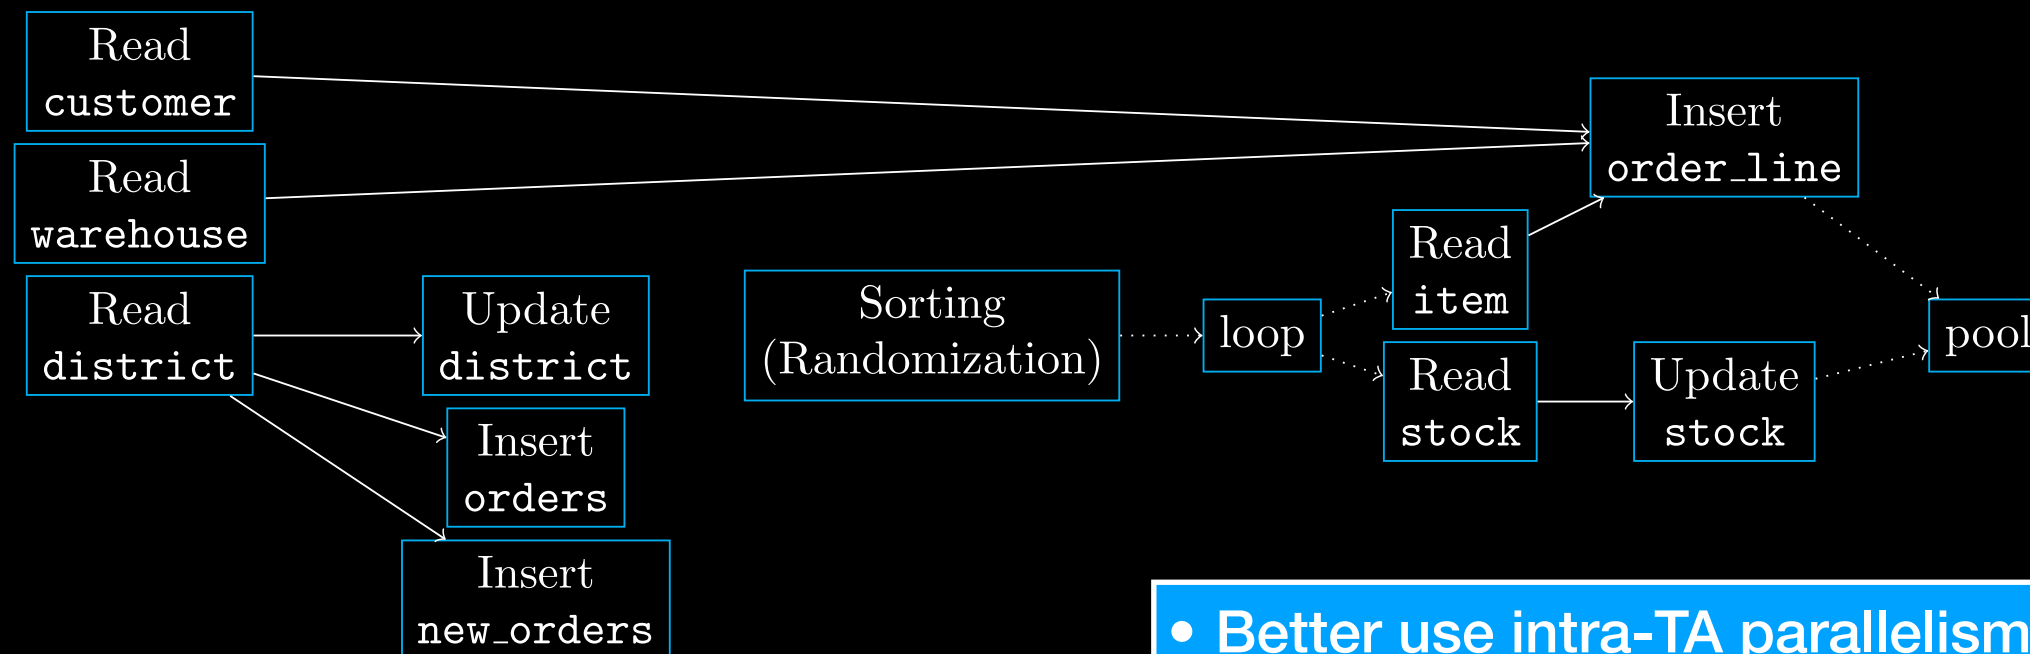 Read
customer
Read
warehouse
Read
district
Update
district
Insert
orders
Insert
new_orders
Sorting
(Randomization)
loop
Read
item
Read
stock
Update
stock
Insert
order_line
pool
• Better use intra-TA parallelism